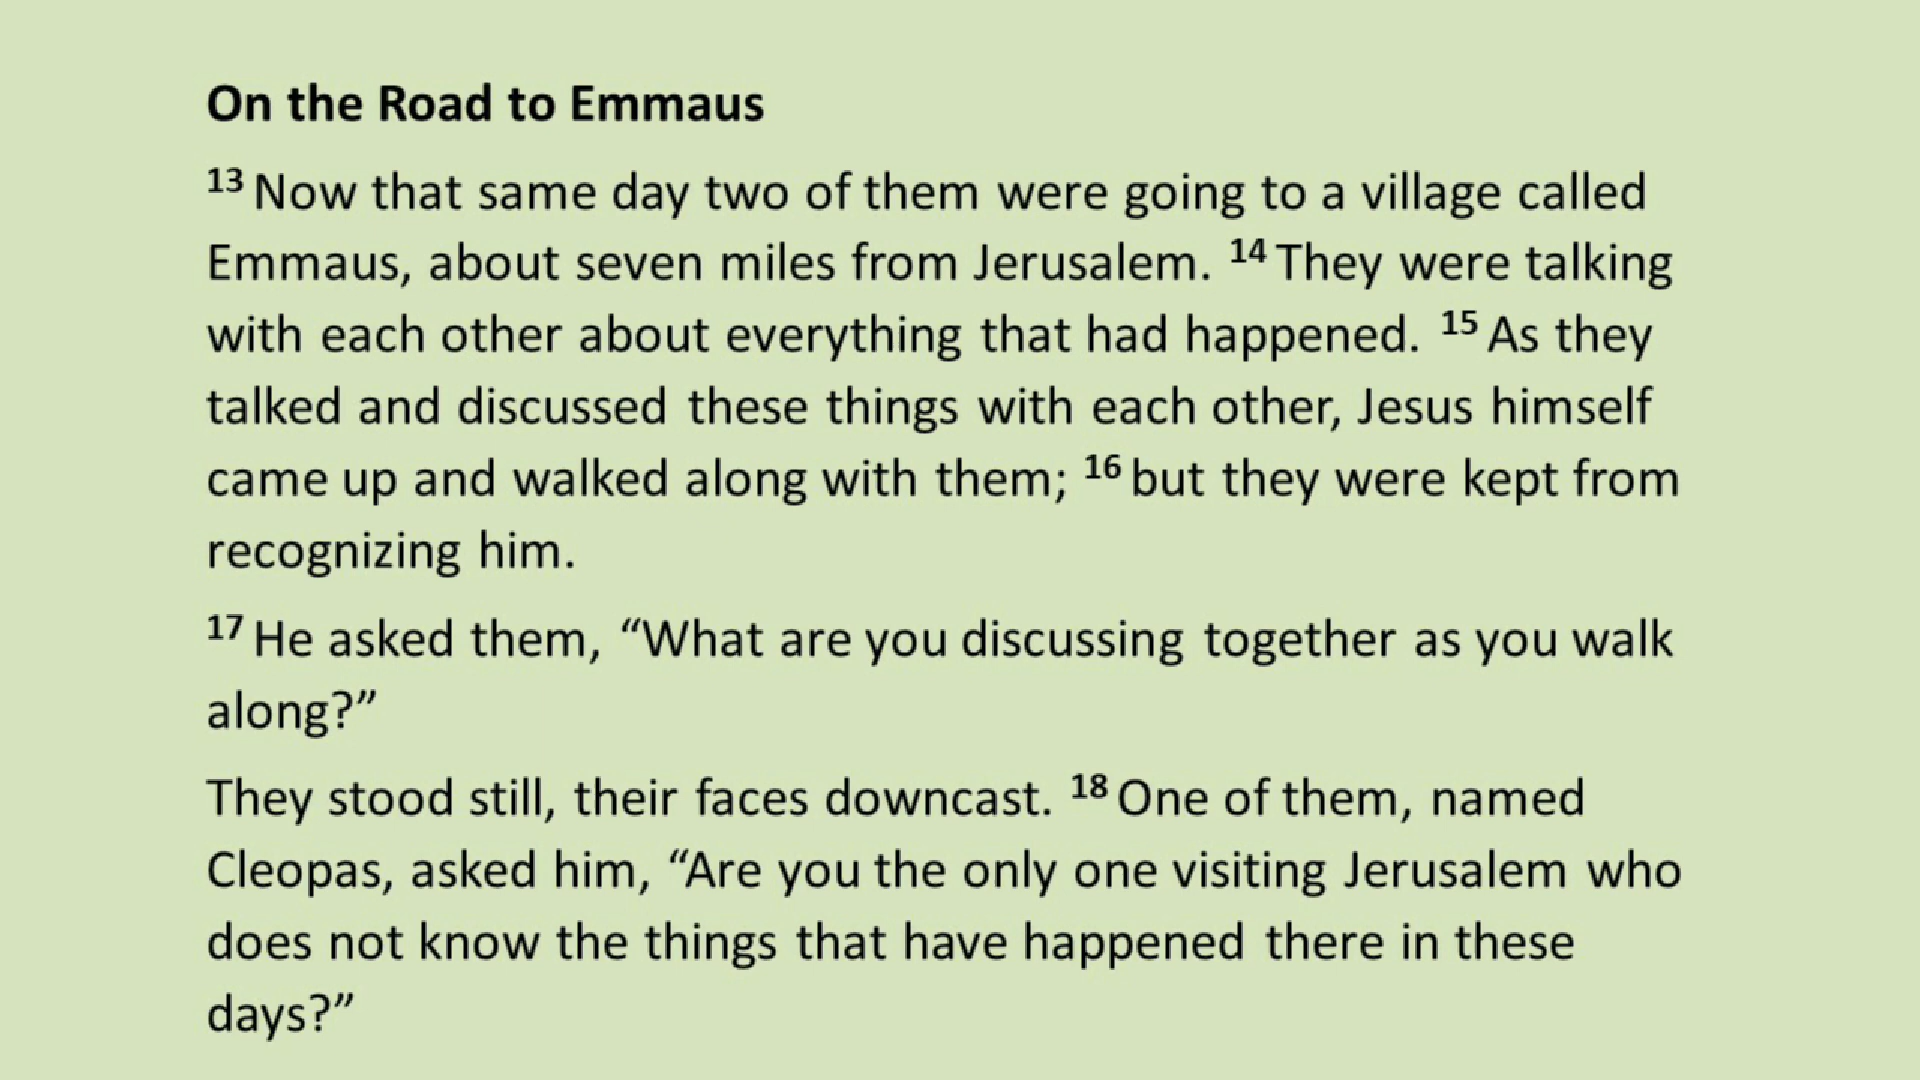 On the Road to Emmaus
13 Now that same day two of them were going to a village called
Emmaus, about seven miles from Jerusalem. 14 They were talking
with each other about everything that had happened. 15 As they
talked and discussed these things with each other, Jesus himself
came up and walked along with them; 16 but they were kept from
recognizing him.
17 He asked them, “What are you discussing together as you walk
along?”
They stood still, their faces downcast. 18 One of them, named
Cleopas, asked him, “Are you the only one visiting Jerusalem who
does not know the things that have happened there in these
days?”